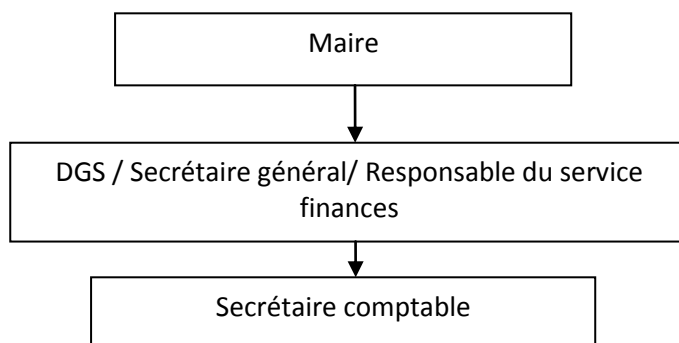 Maire
DGS / Secrétaire général/ Responsable du service
finances
Secrétaire comptable